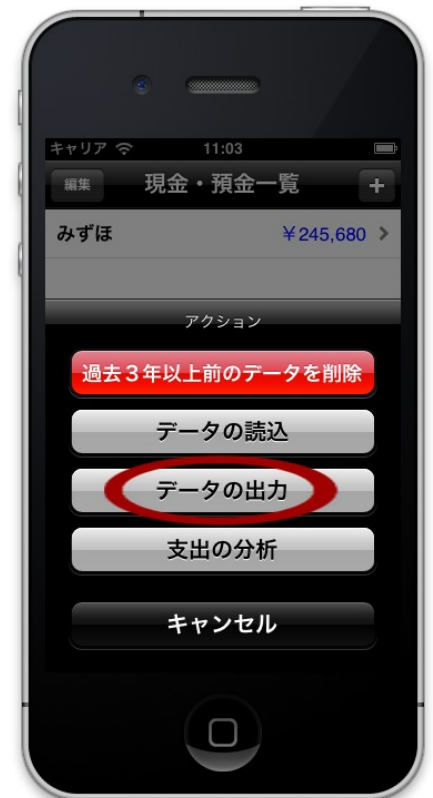 キャリア 11:03
編集 現金・預金一覧 +
みずほ ¥245,680
アクション
過去3年以上前のデータを削除
データの読込
データの出力
支出の分析
キャンセル